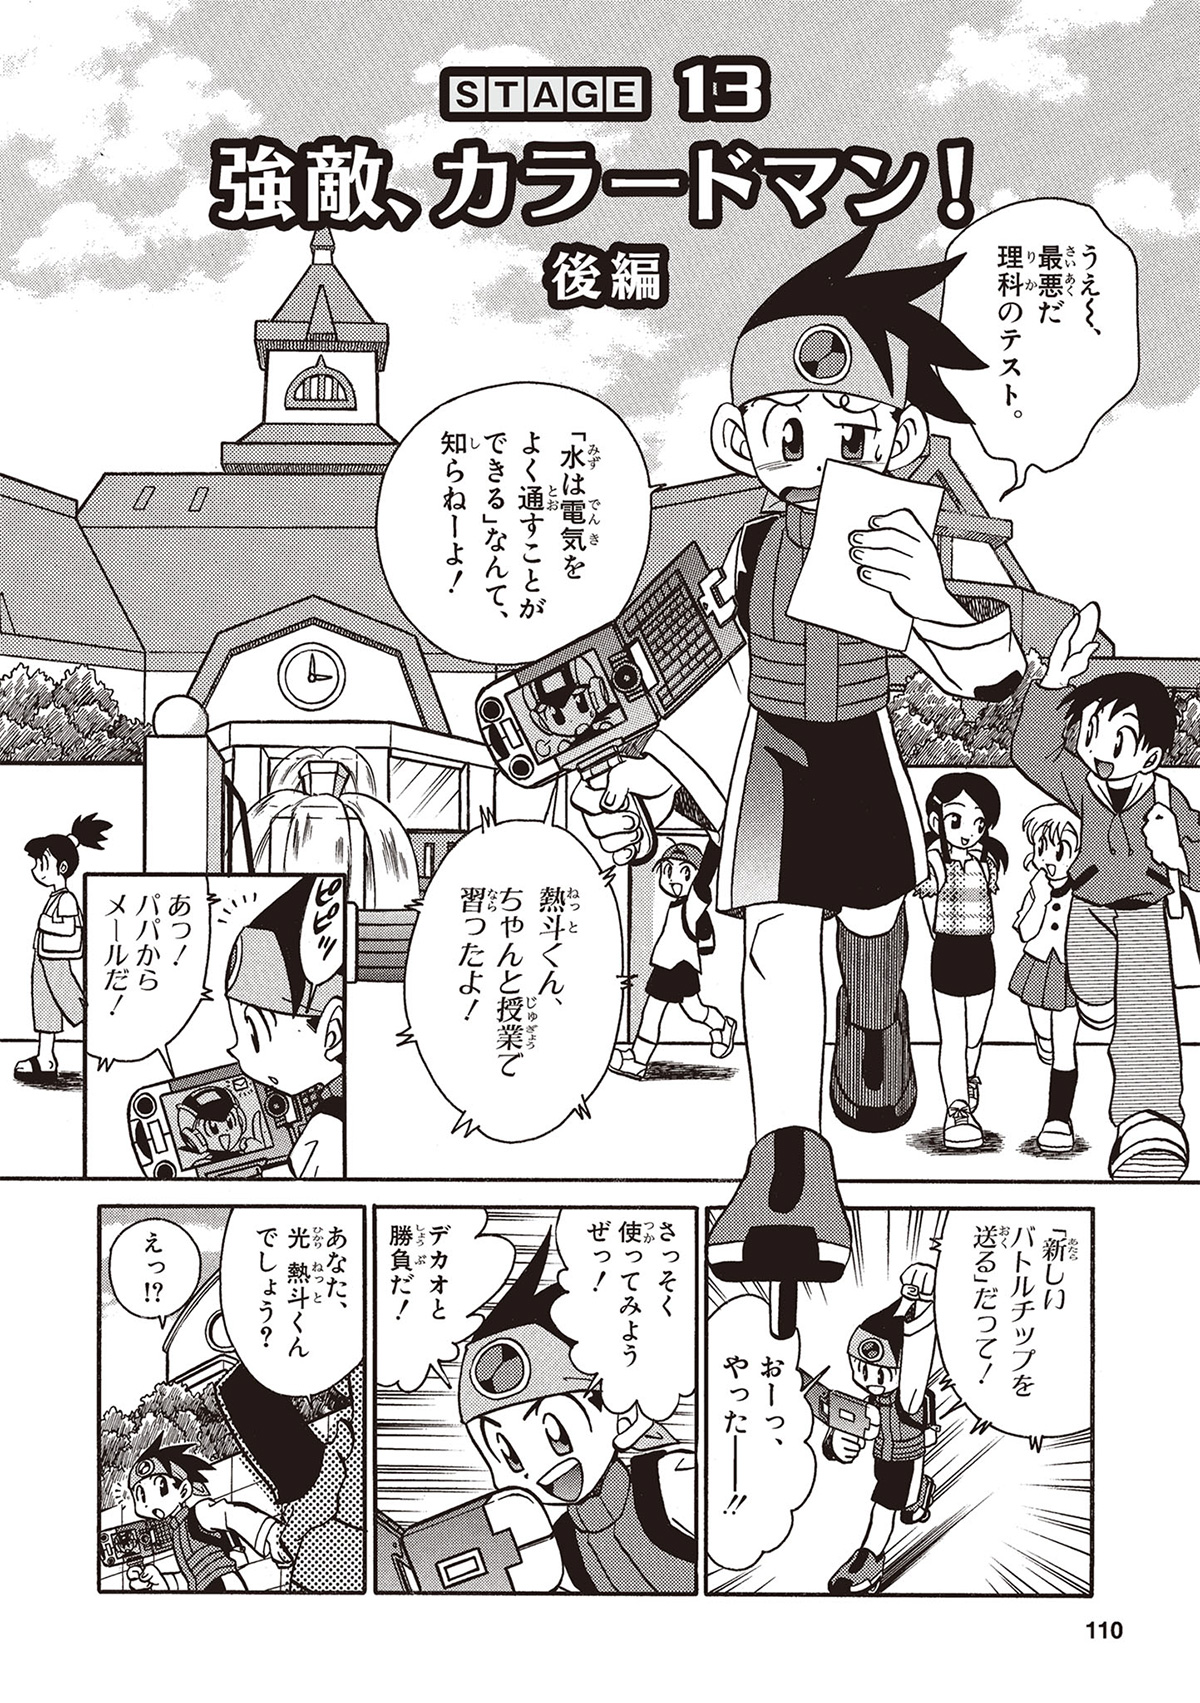 STAGE 13
強敵、カラードマン!
後編
うえ〜、
最悪だ
理科のテスト。
「水は電気を
よく通すことが
できる」なんて、
知らねーよ!
熱斗くん、
ちゃんと授業で
習ったよ!
ピピッ
あっ!
パパから
メールだ!
「新しい
バトルチップを
送る」だって!
おーっ、
やったーー!!
さっそく
使ってみよう
ぜっ!
デカオと
勝負だ!
あなた、
光 熱斗くん
でしょう?
えっ!?
110